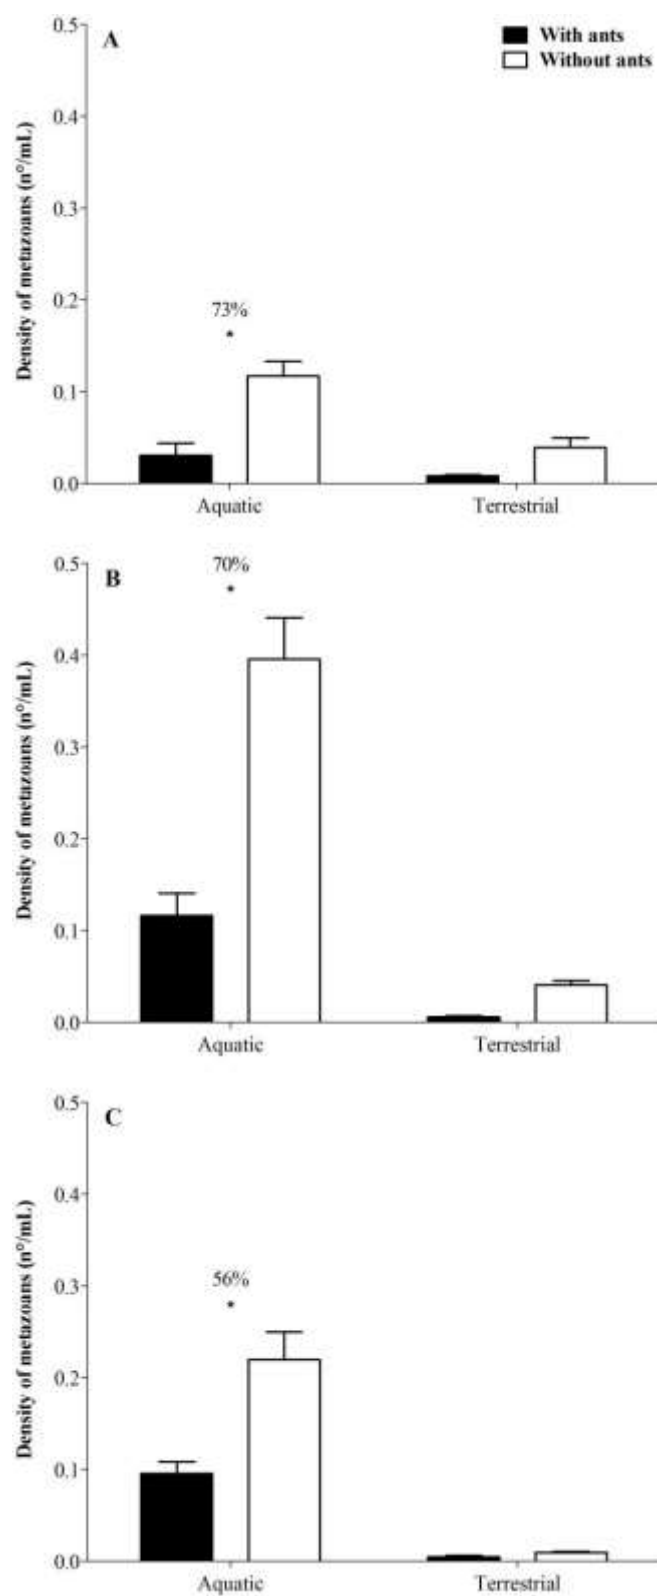 A
With ants
Without ants
Density of metazoans (n°/mL)
0.5
0.4
0.3
0.2
0.1
0.0
73%
*
Aquatic
Terrestrial
B
Density of metazoans (n°/mL)
0.5
0.4
0.3
0.2
0.1
0.0
70%
*
Aquatic
Terrestrial
C
Density of metazoans (n°/mL)
0.5
0.4
0.3
0.2
0.1
0.0
56%
*
Aquatic
Terrestrial